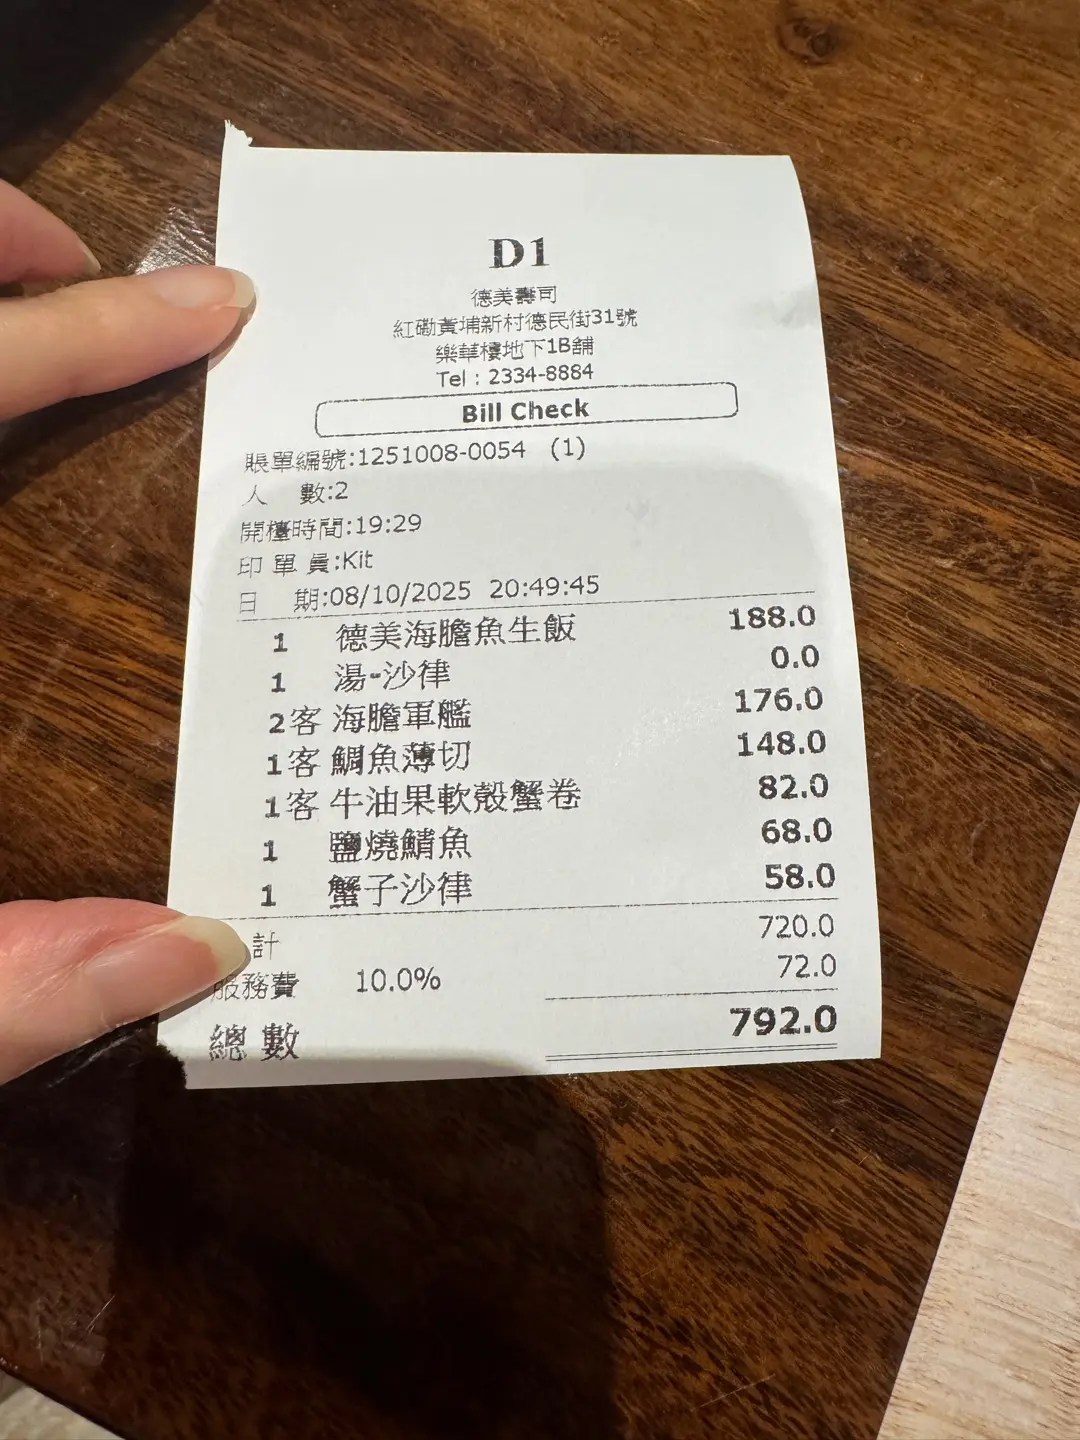 D1
德美壽司
紅磡黃埔新村德民街31號
樂華樓地下1B舖
Tel : 2334-8884
Bill Check
賬單編號:1251008-0054 (1)
人 數:2
開檯時間:19:29
印單員:Kit
日 期:08/10/2025 20:49:45
1 德美海膽魚生飯 188.0
1 湯-沙律 0.0
2客 海膽軍艦 176.0
1客 鯛魚薄切 148.0
1客 牛油果軟殼蟹卷 82.0
1 鹽燒鯖魚 68.0
1 蟹子沙律 58.0
計 720.0
服務費 10.0% 72.0
總數 792.0